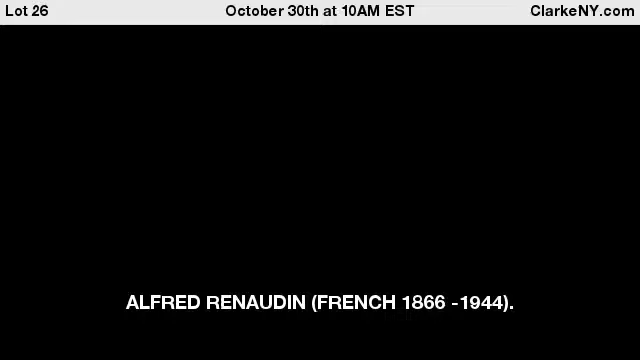 Lot 26 October 30th at 10AM EST ClarkeNY.com
ALFRED RENAUDIN (FRENCH 1866 -1944).